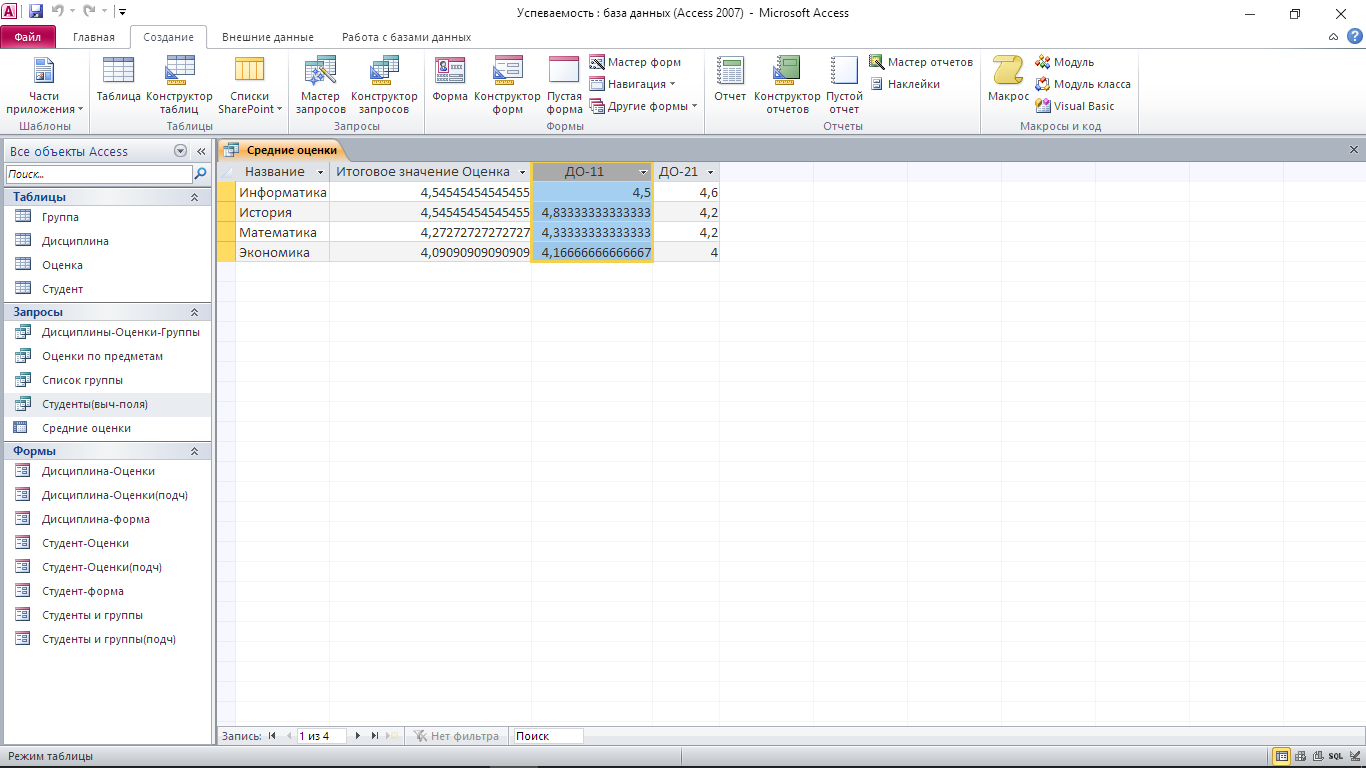 Успеваемость : база данных (Access 2007) - Microsoft Access
Файл Главная Создание Внешние данные Работа с базами данных
Части приложения
Шаблоны
Таблица
Конструктор таблиц
Списки SharePoint
Таблицы
Мастер запросов
Конструктор запросов
Запросы
Форма
Конструктор форм
Пустая форма
Мастер форм
Навигация
Другие формы
Формы
Отчет
Конструктор отчетов
Пустой отчет
Мастер отчетов
Наклейки
Отчеты
Макрос
Модуль
Модуль класса
Visual Basic
Макросы и код
Все объекты Access
Поиск...
Таблицы
Группа
Дисциплина
Оценка
Студент
Запросы
Дисциплины-Оценки-Группы
Оценки по предметам
Список группы
Студенты(выч-поля)
Средние оценки
Формы
Дисциплина-Оценки
Дисциплина-Оценки(подч)
Дисциплина-форма
Студент-Оценки
Студент-Оценки(подч)
Студент-форма
Студенты и группы
Студенты и группы(подч)
Средние оценки
Название Итоговое значение Оценка ДО-11 ДО-21
Информатика 4,54545454545455 4,5 4,6
История 4,54545454545455 4,83333333333333 4,2
Математика 4,27272727272727 4,33333333333333 4,2
Экономика 4,09090909090909 4,16666666666667 4
Запись: 1 из 4 Нет фильтра Поиск
Режим таблицы SQL